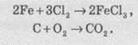 2Fe+3Cl₂ →2FeCl₃,
C+O₂→CO₂.